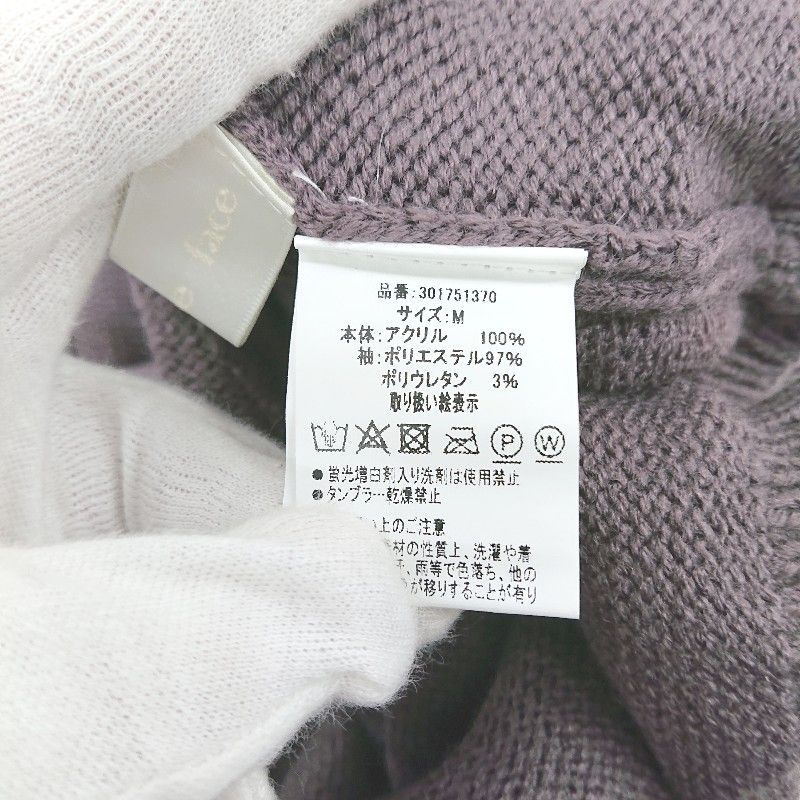 face
品番:301751370
サイズ:M
本体:アクリル 100%
袖:ポリエステル97%
ポリウレタン 3%
取り扱い絵表示
P W
●蛍光増白剤入り洗剤は使用禁止
●タンブラー乾燥禁止
上のご注意
材の性質上、洗濯や着
、雨等で色落ち、他の
が移りすることが有り